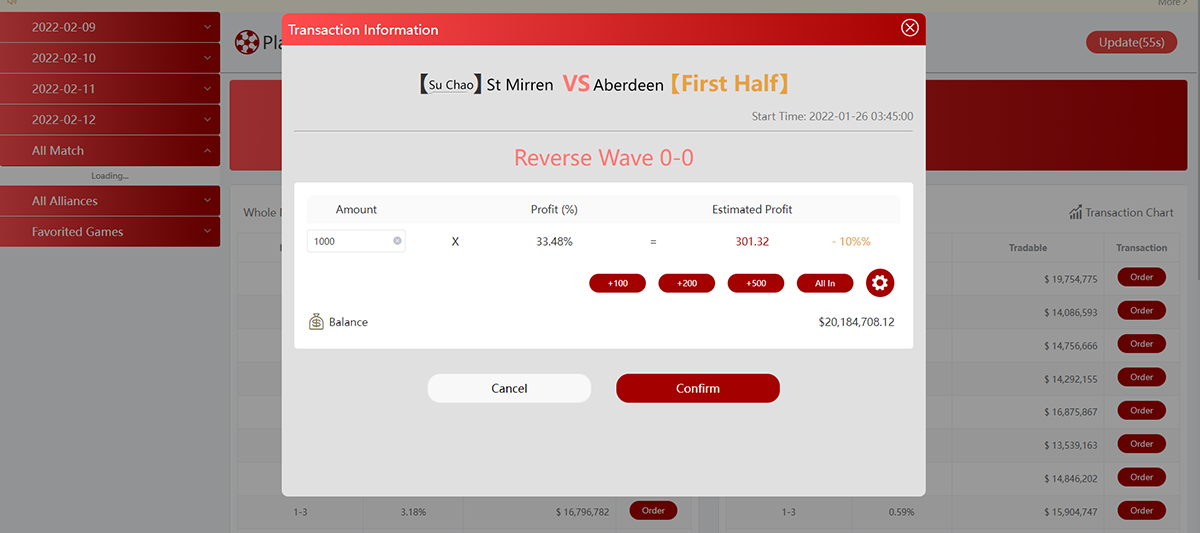 More >
2022-02-09
2022-02-10
2022-02-11
2022-02-12
All Match
Loading...
All Alliances
Favorited Games
Update(55s)
Transaction Information
【Su Chao】St Mirren VS Aberdeen【First Half】
Start Time: 2022-01-26 03:45:00
Reverse Wave 0-0
Amount Profit (%) Estimated Profit
1000 X 33.48% = 301.32 - 10%%
+100 +200 +500 All In
Balance $20,184,708.12
Cancel Confirm
Whole
Transaction Chart
Tradable Transaction
$ 19,754,775 Order
$ 14,086,593 Order
$ 14,756,666 Order
$ 14,292,155 Order
$ 16,875,867 Order
$ 13,539,163 Order
$ 14,846,202 Order
1-3 3.18% $ 16,796,782 Order 1-3 0.59% $ 15,904,747 Order